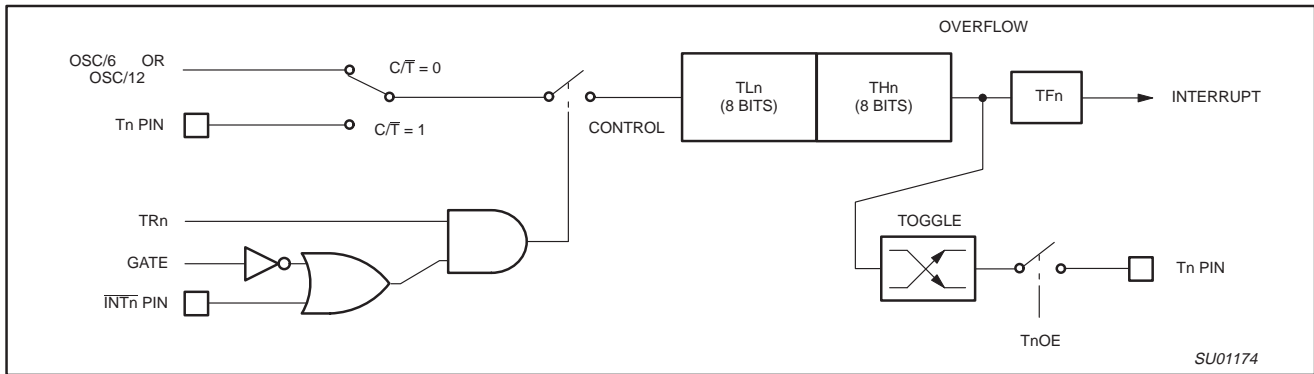 OVERFLOW
OSC/6 OR
OSC/12
C/T̅ = 0
TLn
(8 BITS)
THn
(8 BITS)
TFn
INTERRUPT
Tn PIN
C/T̅ = 1
CONTROL
TRn
TOGGLE
GATE
Tn PIN
I̅N̅T̅n̅ PIN
TnOE
SU01174